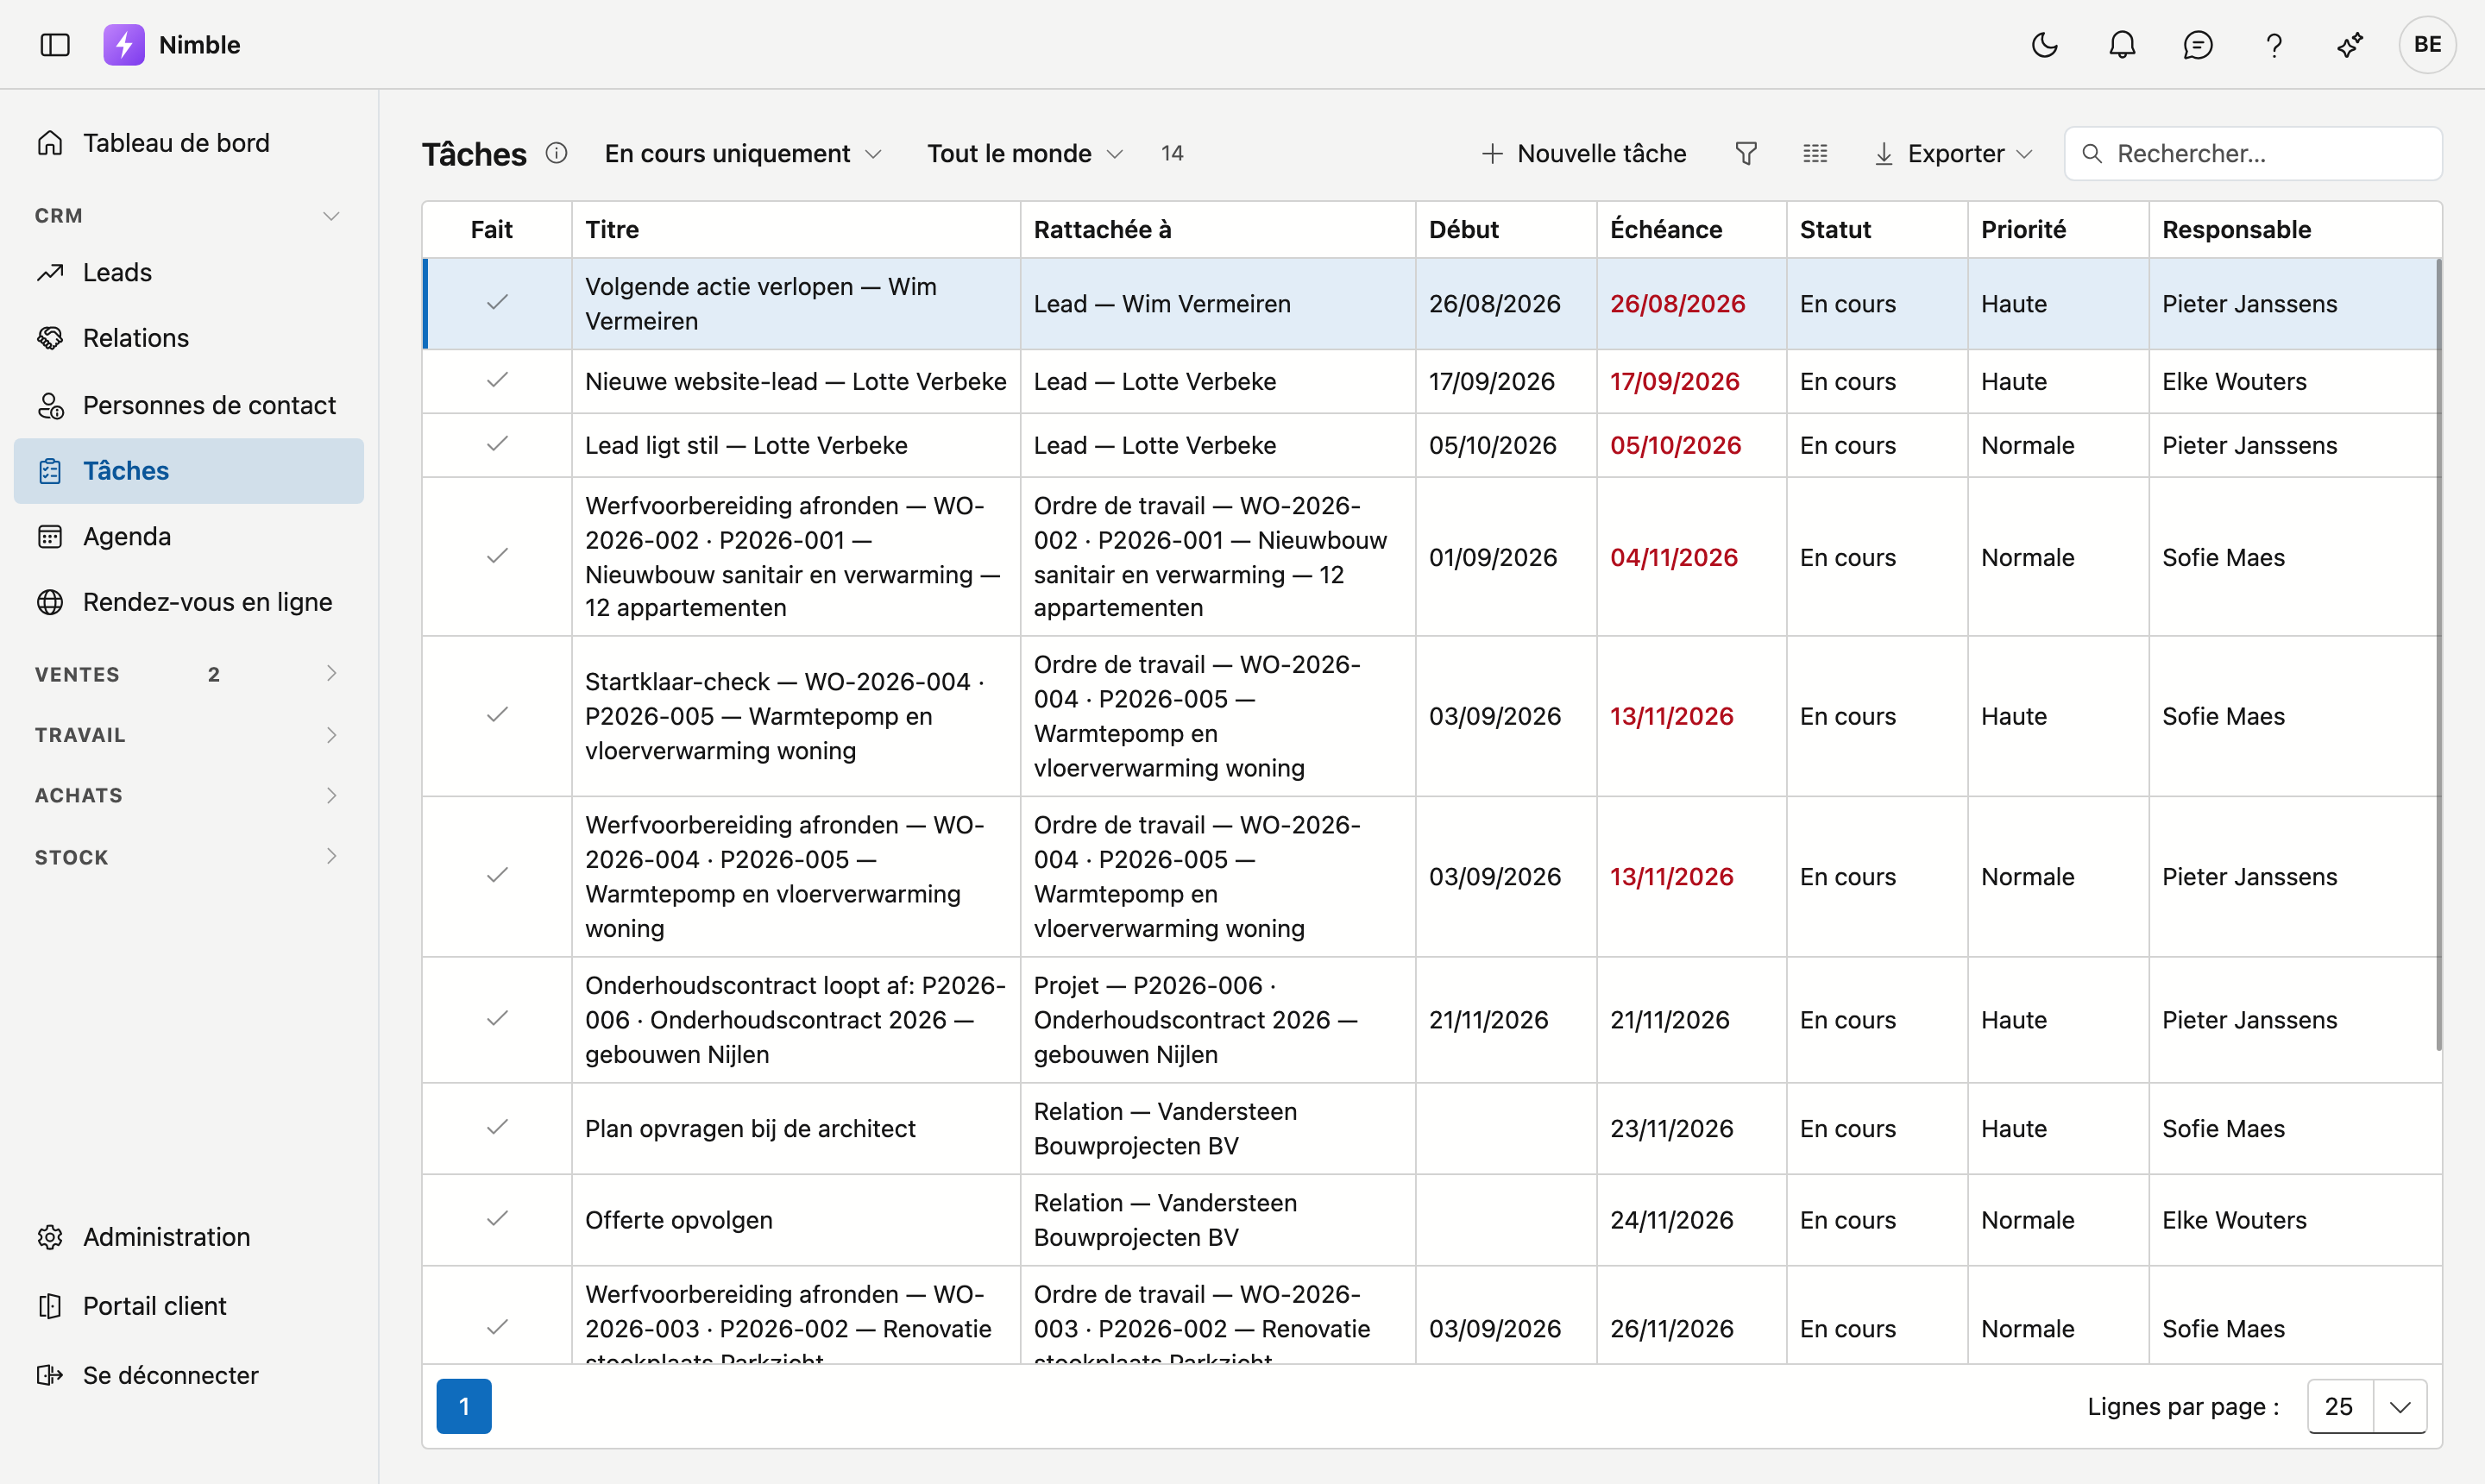 Nimble
BE
Tableau de bord
CRM
Leads
Relations
Personnes de contact
Tâches
Agenda
Rendez-vous en ligne
VENTES 2
TRAVAIL
ACHATS
STOCK
Administration
Portail client
Se déconnecter
Tâches En cours uniquement Tout le monde 14 Nouvelle tâche Exporter Rechercher...
Fait Titre Rattachée à Début Échéance Statut Priorité Responsable
Volgende actie verlopen — Wim
Vermeiren
Lead — Wim Vermeiren
26/08/2026 26/08/2026 En cours Haute Pieter Janssens
Nieuwe website-lead — Lotte Verbeke Lead — Lotte Verbeke 17/09/2026 17/09/2026 En cours Haute Elke Wouters
Lead ligt stil — Lotte Verbeke Lead — Lotte Verbeke 05/10/2026 05/10/2026 En cours Normale Pieter Janssens
Werfvoorbereiding afronden — WO-
2026-002 · P2026-001 —
Nieuwbouw sanitair en verwarming —
12 appartementen
Ordre de travail — WO-2026-
002 · P2026-001 — Nieuwbouw
sanitair en verwarming — 12
appartementen
01/09/2026 04/11/2026 En cours Normale Sofie Maes
Startklaar-check — WO-2026-004 ·
P2026-005 — Warmtepomp en
vloerverwarming woning
Ordre de travail — WO-2026-
004 · P2026-005 —
Warmtepomp en
vloerverwarming woning
03/09/2026 13/11/2026 En cours Haute Sofie Maes
Werfvoorbereiding afronden — WO-
2026-004 · P2026-005 —
Warmtepomp en vloerverwarming
woning
Ordre de travail — WO-2026-
004 · P2026-005 —
Warmtepomp en
vloerverwarming woning
03/09/2026 13/11/2026 En cours Normale Pieter Janssens
Onderhoudscontract loopt af: P2026-
006 · Onderhoudscontract 2026 —
gebouwen Nijlen
Projet — P2026-006 ·
Onderhoudscontract 2026 —
gebouwen Nijlen
21/11/2026 21/11/2026 En cours Haute Pieter Janssens
Plan opvragen bij de architect
Relation — Vandersteen
Bouwprojecten BV
23/11/2026 En cours Haute Sofie Maes
Offerte opvolgen
Relation — Vandersteen
Bouwprojecten BV
24/11/2026 En cours Normale Elke Wouters
Werfvoorbereiding afronden — WO-
2026-003 · P2026-002 — Renovatie
stookplaats Parkzicht
Ordre de travail — WO-2026-
003 · P2026-002 — Renovatie
stookplaats Parkzicht
03/09/2026 26/11/2026 En cours Normale Sofie Maes
1
Lignes par page : 25